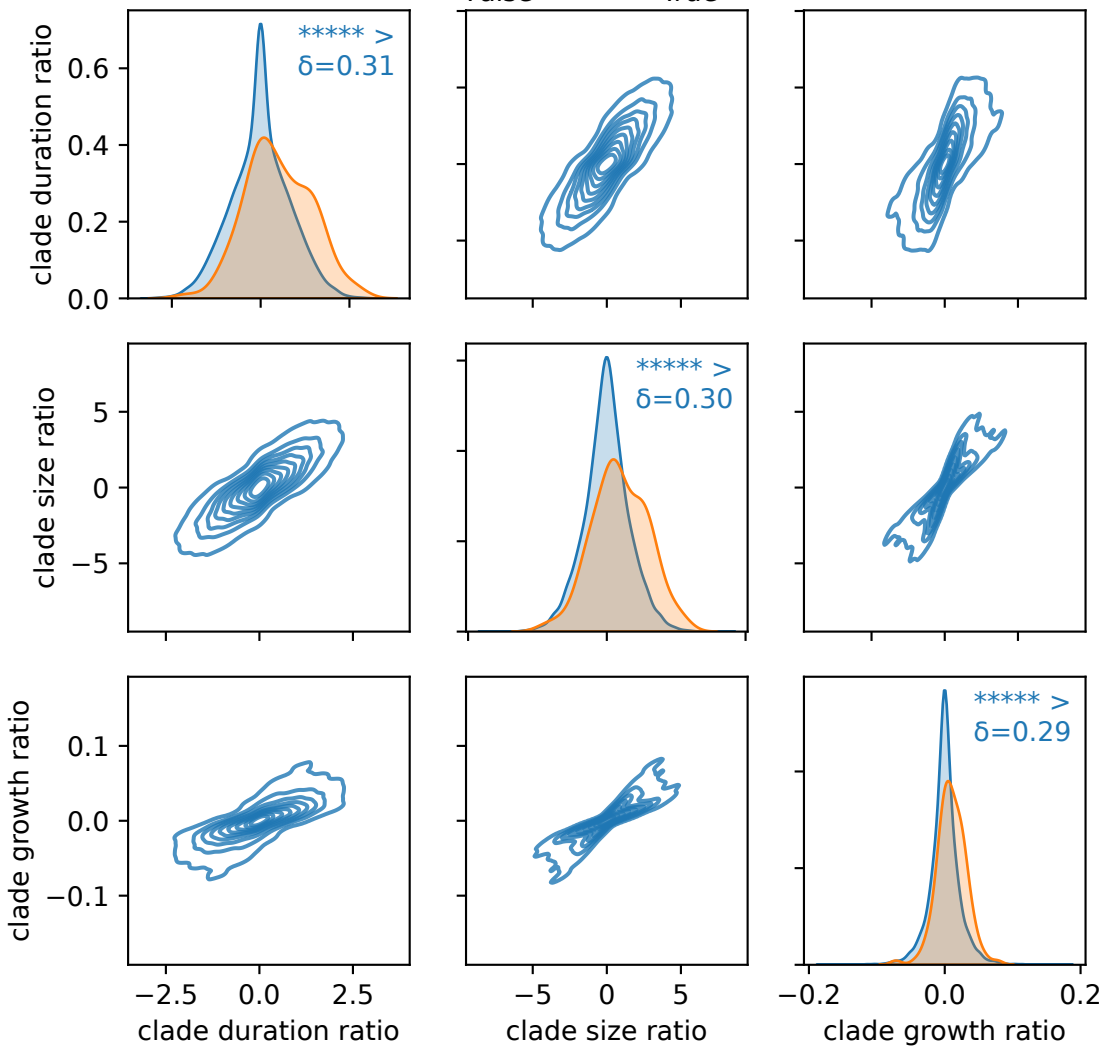 clade duration ratio
0.6
0.4
0.2
0.0
***** >
δ=0.31
clade size ratio
5
0
−5
***** >
δ=0.30
clade growth ratio
0.1
0.0
−0.1
***** >
δ=0.29
−2.5 0.0 2.5
clade duration ratio
−5 0 5
clade size ratio
−0.2 0.0 0.2
clade growth ratio